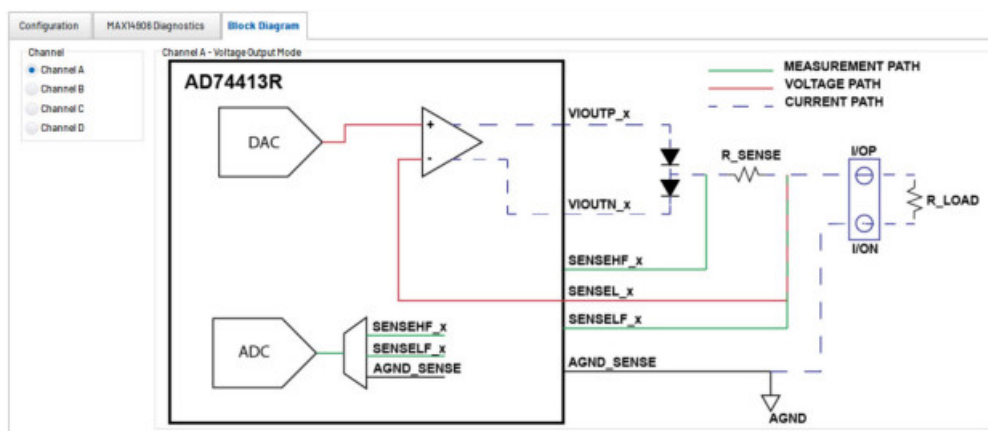 Configuration
MAX14906 Diagnostics
Block Diagram
Channel
Channel A
Channel B
Channel C
Channel D
Channel A - Voltage Output Mode
AD74413R
MEASUREMENT PATH
VOLTAGE PATH
CURRENT PATH
DAC
+
-
VIOUTP_x
R_SENSE
I/OP
R_LOAD
VIOUTN_x
I/ON
SENSEHF_x
SENSEL_x
SENSELF_x
ADC
SENSEHF_x
SENSELF_x
AGND_SENSE
AGND_SENSE
AGND